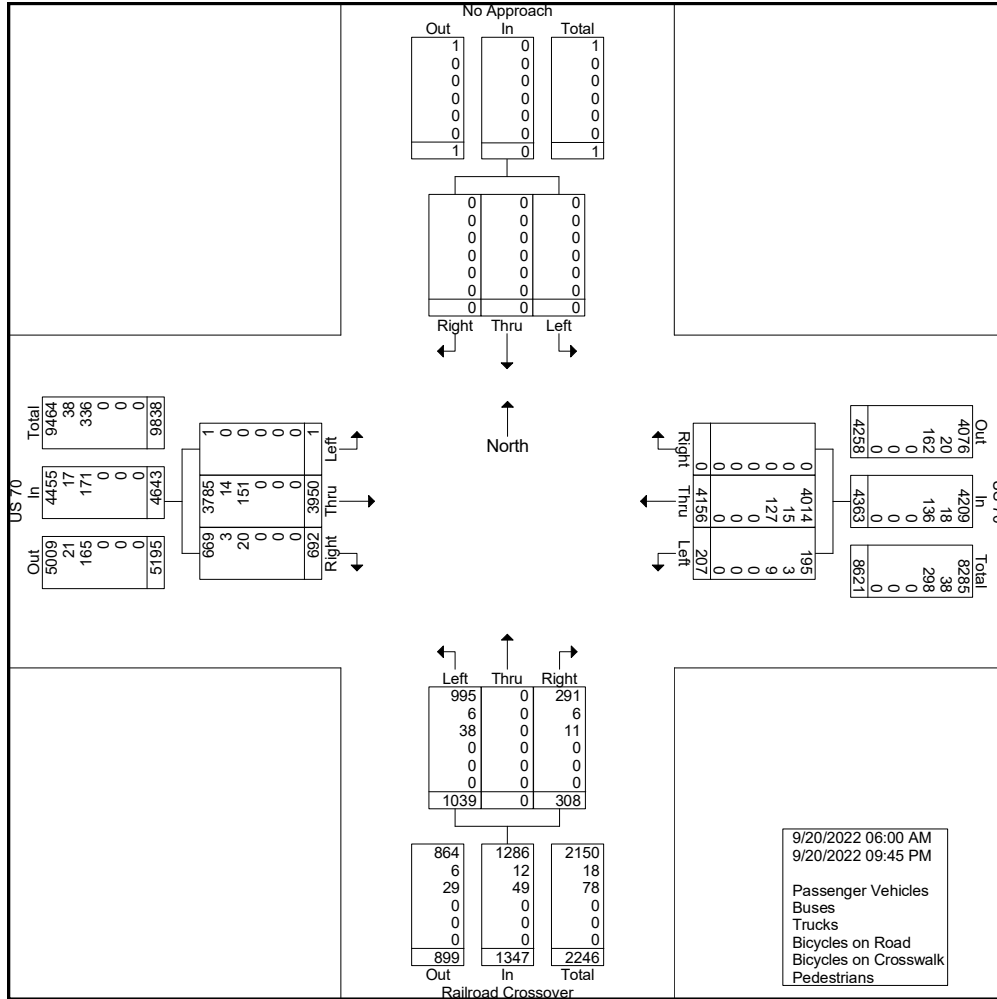 No Approach
Out In Total
1 0 1
0 0 0
0 0 0
0 0 0
0 0 0
0 0 0
1 0 1
0 0 0
0 0 0
0 0 0
0 0 0
0 0 0
0 0 0
0 0 0
Right Thru Left
North
US 70
Total
9464
38
336
0
0
0
9838
In
4455
17
171
0
0
0
4643
Out
5009
21
165
0
0
0
5195
Left
1
0
0
0
0
0
1
Thru
3785
14
151
0
0
0
3950
Right
669
3
20
0
0
0
692
Right
0
0
0
0
0
0
0
Thru
4014
15
127
0
0
0
4156
Left
195
3
9
0
0
0
207
US 70
Out
4076
20
162
0
0
0
4258
In
4209
18
136
0
0
0
4363
Total
8285
38
298
0
0
0
8621
Left Thru Right
995 0 291
6 0 6
38 0 11
0 0 0
0 0 0
0 0 0
1039 0 308
864 1286 2150
6 12 18
29 49 78
0 0 0
0 0 0
0 0 0
899 1347 2246
Out In Total
Railroad Crossover
9/20/2022 06:00 AM
9/20/2022 09:45 PM
Passenger Vehicles
Buses
Trucks
Bicycles on Road
Bicycles on Crosswalk
Pedestrians